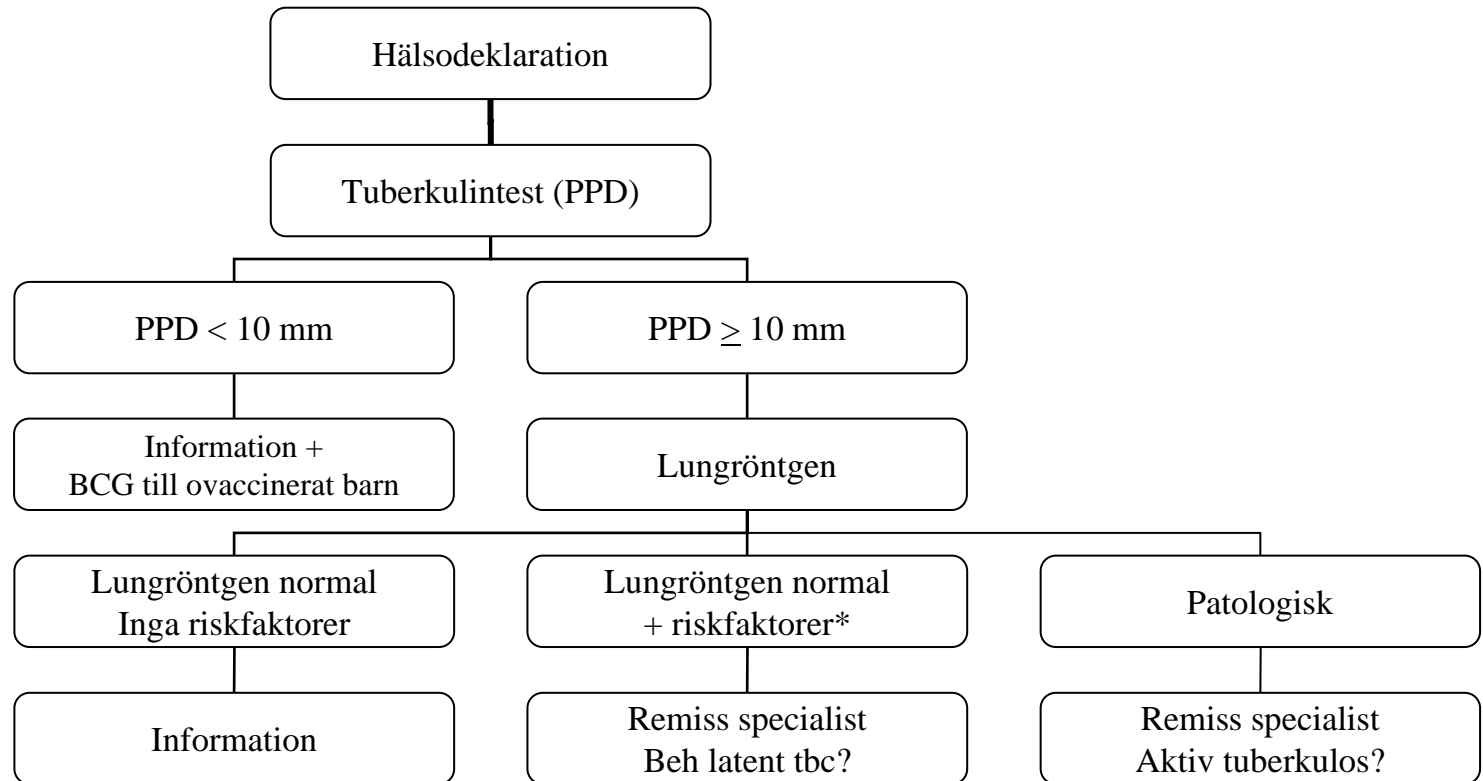 Hälsodeklaration
Tuberkulintest (PPD)
PPD < 10 mm
PPD ≥ 10 mm
Information +
BCG till ovaccinerat barn
Lungröntgen
Lungröntgen normal
Inga riskfaktorer
Lungröntgen normal
+ riskfaktorer*
Patologisk
Information
Remiss specialist
Beh latent tbc?
Remiss specialist
Aktiv tuberkulos?